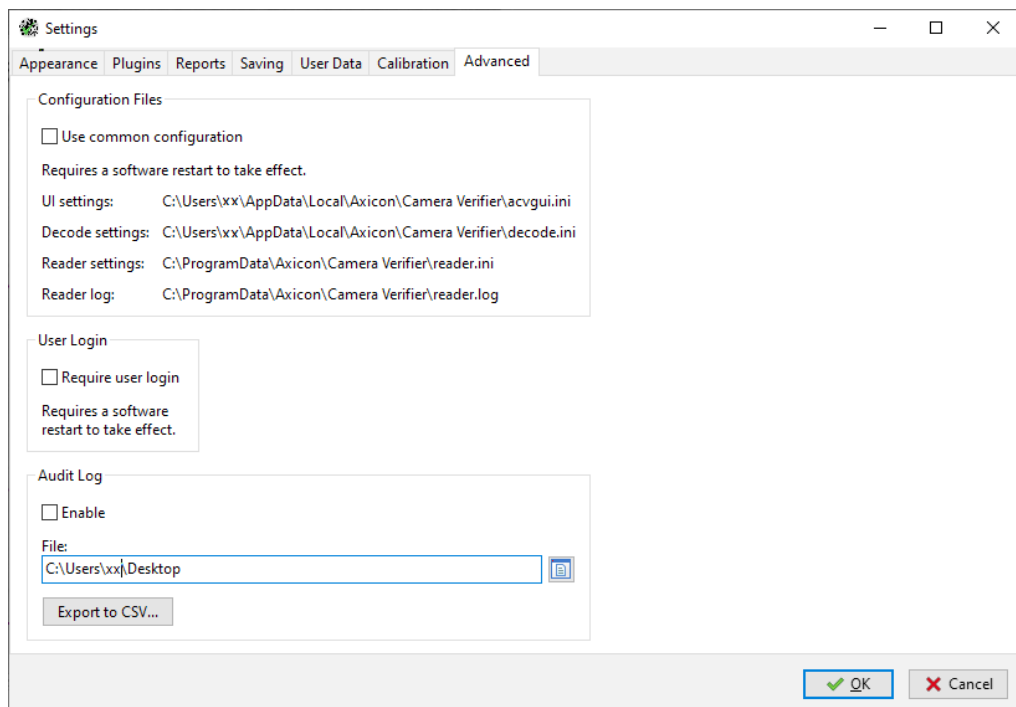 Settings
Appearance Plugins Reports Saving User Data Calibration Advanced
Configuration Files
Use common configuration
Requires a software restart to take effect.
UI settings: C:\Users\xx\AppData\Local\Axicon\Camera Verifier\acvgui.ini
Decode settings: C:\Users\xx\AppData\Local\Axicon\Camera Verifier\decode.ini
Reader settings: C:\ProgramData\Axicon\Camera Verifier\reader.ini
Reader log: C:\ProgramData\Axicon\Camera Verifier\reader.log
User Login
Require user login
Requires a software
restart to take effect.
Audit Log
Enable
File:
C:\Users\xx\Desktop
Export to CSV...
OK Cancel